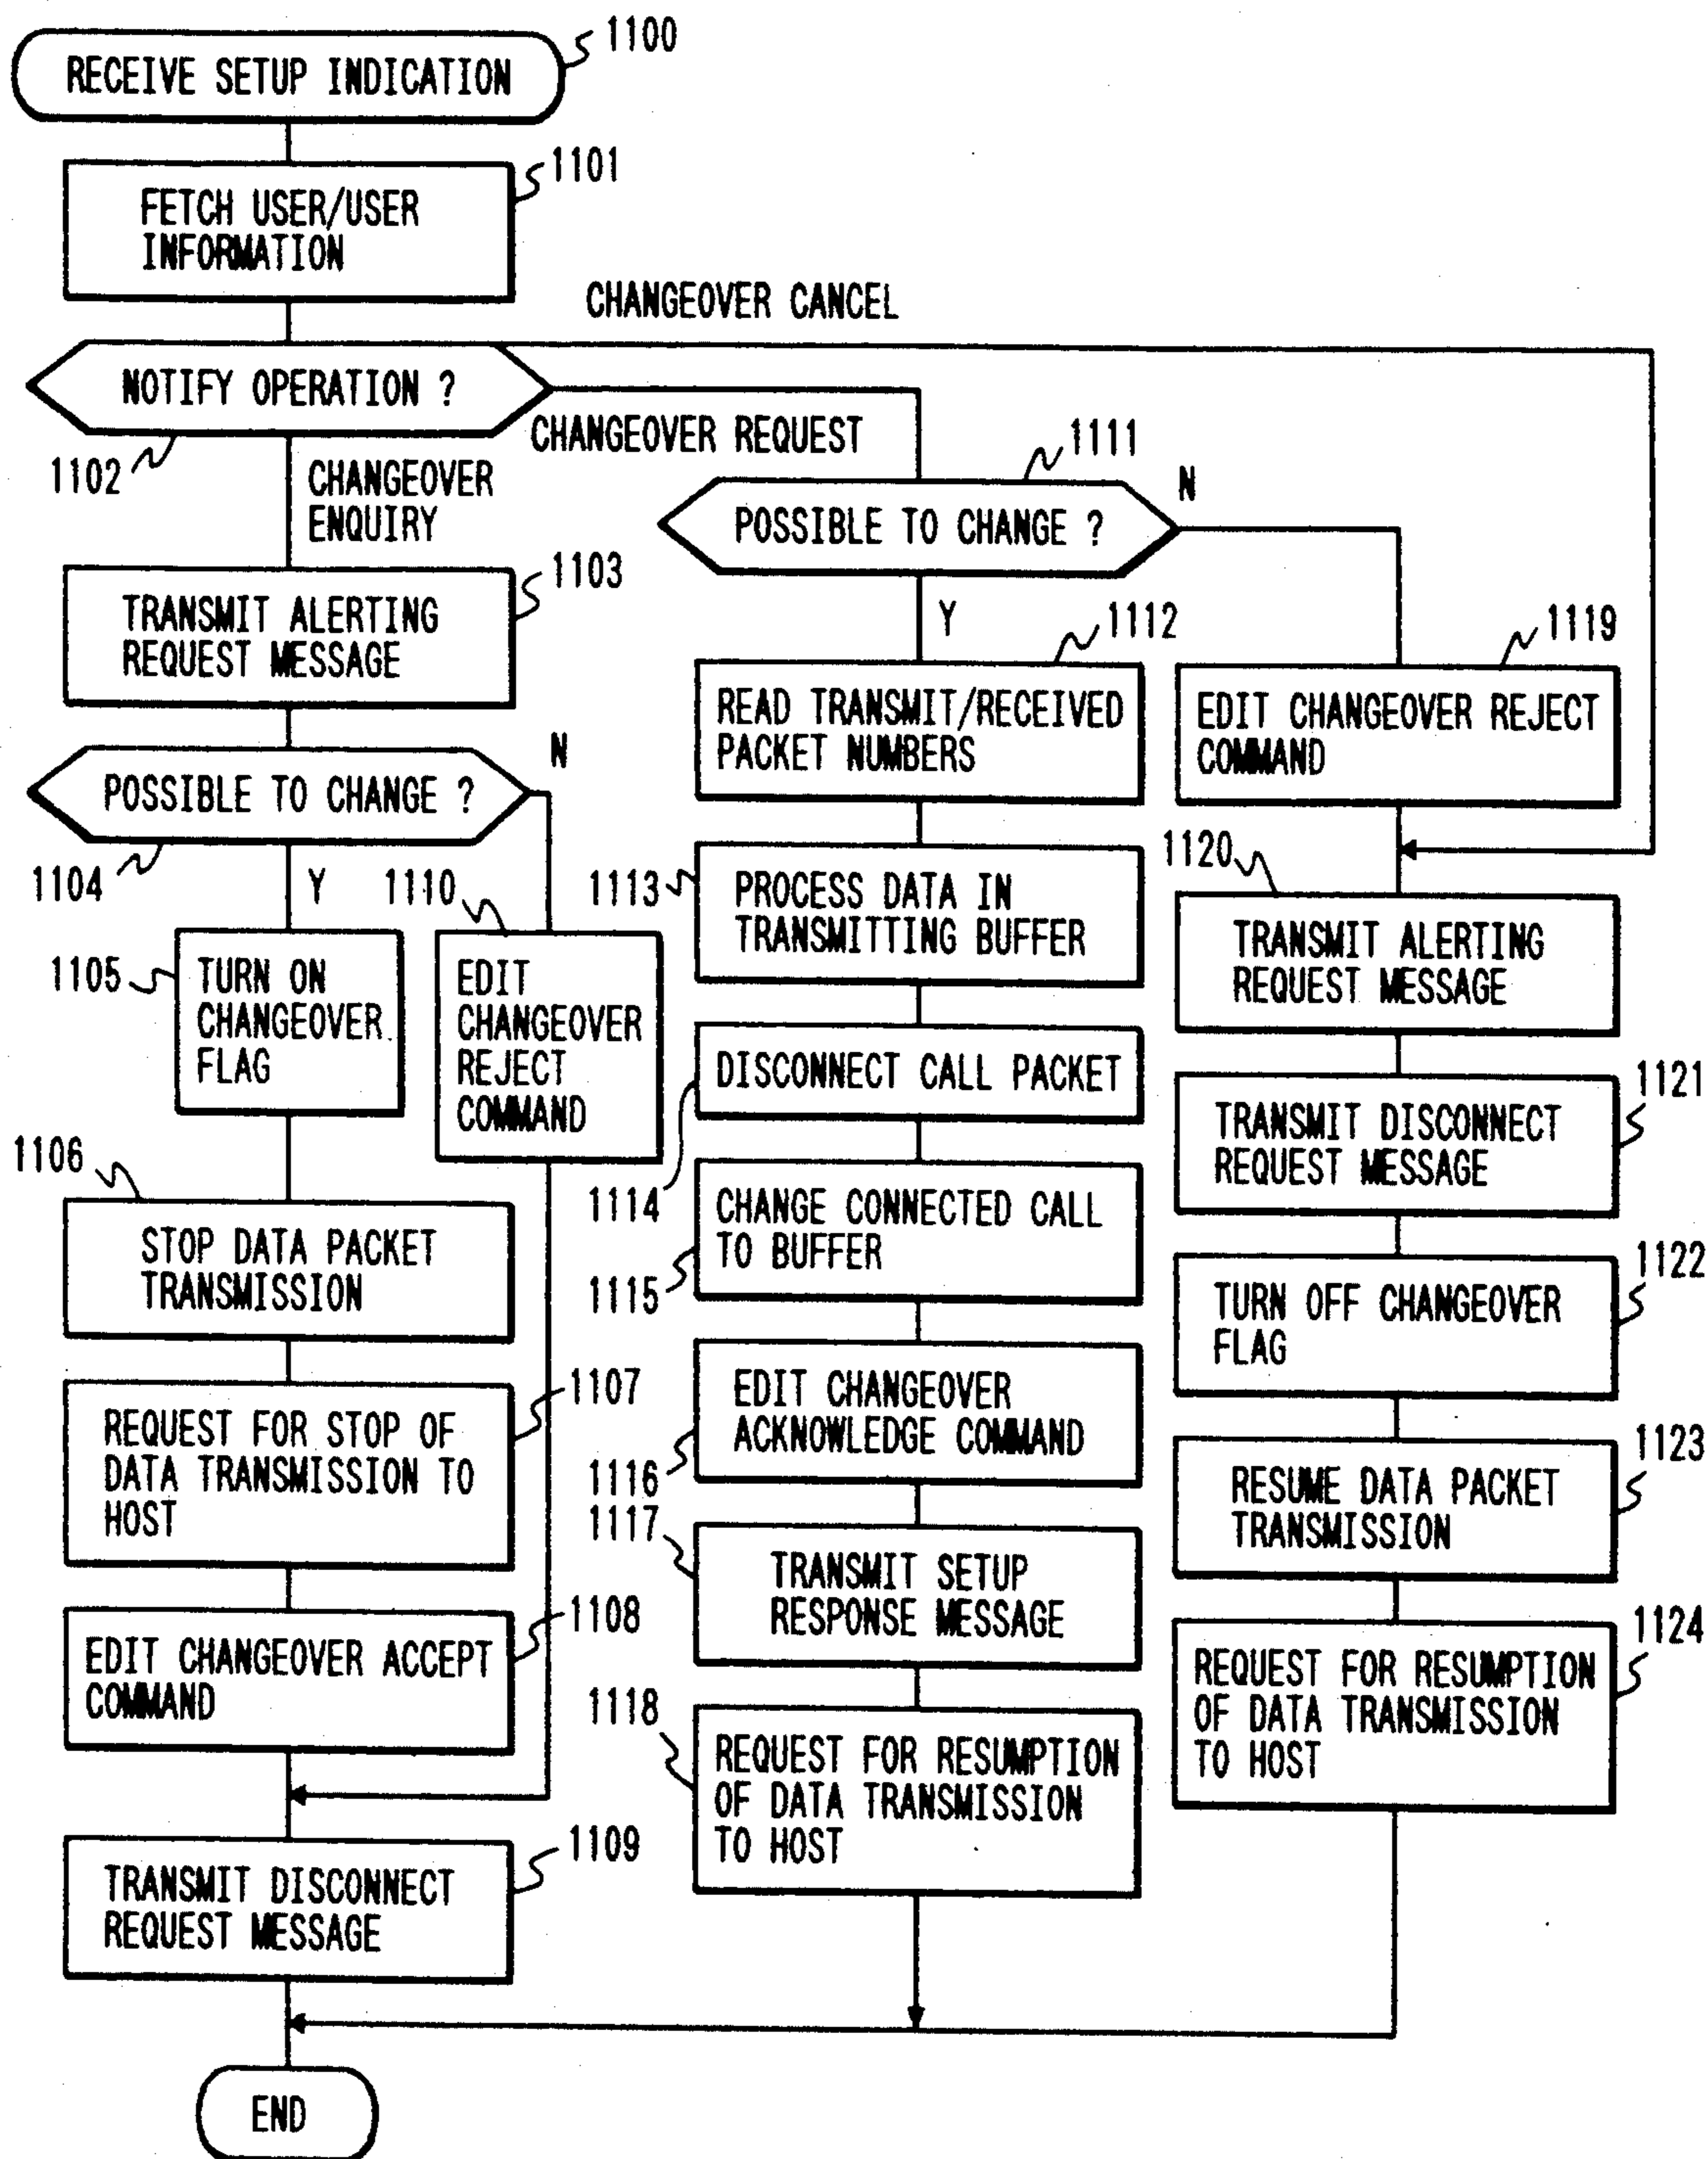 1100
RECEIVE SETUP INDICATION
1101
FETCH USER/USER
INFORMATION
CHANGEOVER CANCEL
NOTIFY OPERATION ?
1102
CHANGEOVER REQUEST
CHANGEOVER
ENQUIRY
1103
TRANSMIT ALERTING
REQUEST MESSAGE
POSSIBLE TO CHANGE ?
N
1104
Y
1105
TURN ON
CHANGEOVER
FLAG
1110
EDIT
CHANGEOVER
REJECT
COMMAND
1106
STOP DATA PACKET
TRANSMISSION
1107
REQUEST FOR STOP OF
DATA TRANSMISSION TO
HOST
1108
EDIT CHANGEOVER ACCEPT
COMMAND
1109
TRANSMIT DISCONNECT
REQUEST MESSAGE
END
1111
POSSIBLE TO CHANGE ?
N
Y
1112
READ TRANSMIT/RECEIVED
PACKET NUMBERS
1113
PROCESS DATA IN
TRANSMITTING BUFFER
DISCONNECT CALL PACKET
1114
CHANGE CONNECTED CALL
TO BUFFER
1115
EDIT CHANGEOVER
ACKNOWLEDGE COMMAND
1116
1117
TRANSMIT SETUP
RESPONSE MESSAGE
1118
REQUEST FOR RESUMPTION
OF DATA TRANSMISSION
TO HOST
1119
EDIT CHANGEOVER REJECT
COMMAND
1120
TRANSMIT ALERTING
REQUEST MESSAGE
1121
TRANSMIT DISCONNECT
REQUEST MESSAGE
1122
TURN OFF CHANGEOVER
FLAG
1123
RESUME DATA PACKET
TRANSMISSION
1124
REQUEST FOR RESUMPTION
OF DATA TRANSMISSION
TO HOST